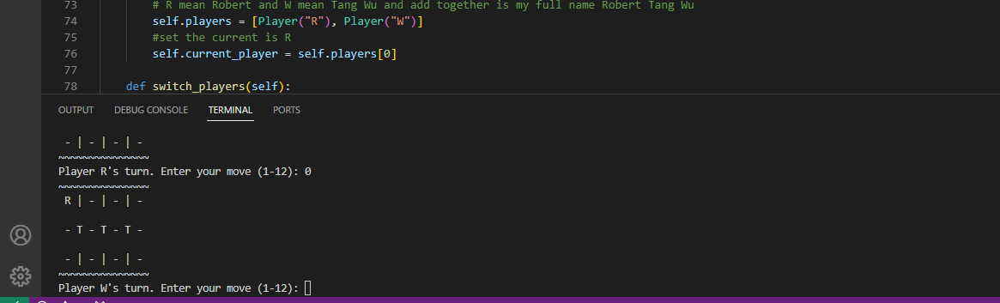 73 # R mean Robert and W mean Tang Wu and add together is my full name Robert Tang Wu
74 self.players = [Player("R"), Player("W")]
75 #set the current is R
76 self.current_player = self.players[0]
77
78 def switch_players(self):
OUTPUT DEBUG CONSOLE TERMINAL PORTS
- | - | - | -
~~~~~~~~~~~~~~~
Player R's turn. Enter your move (1-12): 0
~~~~~~~~~~~~~~~
R | - | - | -
- T - T - T -
- | - | - | -
~~~~~~~~~~~~~~~
Player W's turn. Enter your move (1-12):